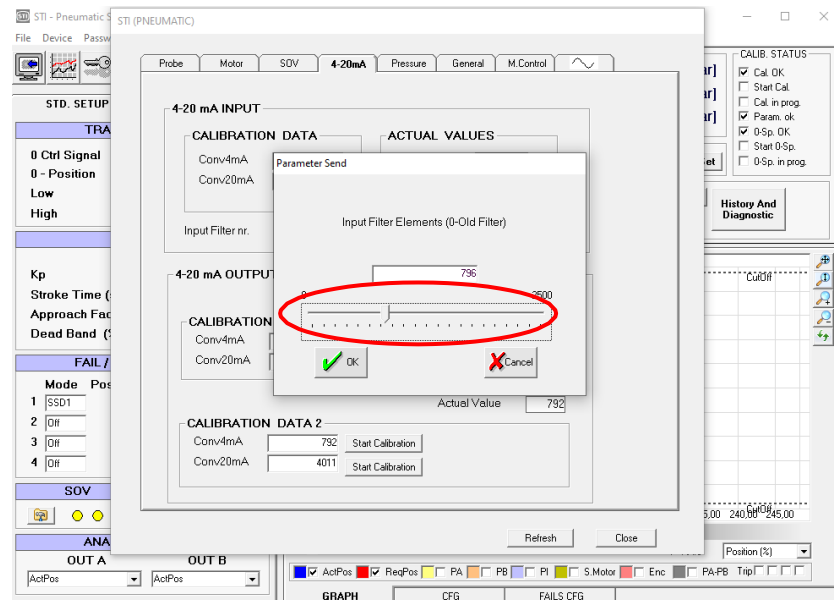 STI - Pneumatic S
STI (PNEUMATIC)
File Device Passw
Probe Motor SOV 4-20mA Pressure General M.Control
CALIB. STATUS
Cal. OK
Start Cal.
Cal. in prog.
Param. ok
0-Sp. OK
Start 0-Sp.
0-Sp. in prog.
ar]
ar]
ar]
et
History And
Diagnostic
STD. SETUP
TRA
0 Ctrl Signal
0 - Position
Low
High
Kp
Stroke Time (
Approach Fac
Dead Band (%
FAIL /
Mode Pos
1 SSD1
2 Off
3 Off
4 Off
SOV
ANA
OUT A OUT B
ActPos ActPos
4-20 mA INPUT
CALIBRATION DATA ACTUAL VALUES
Conv4mA
Conv20mA
Input Filter nr.
4-20 mA OUTPUT
CALIBRATION
Conv4mA
Conv20mA
Parameter Send
Input Filter Elements (0-Old Filter)
796
0 2500
OK Cancel
Actual Value 792
CALIBRATION DATA 2
Conv4mA 792 Start Calibration
Conv20mA 4011 Start Calibration
Refresh Close
CutOff
5,00 240,00 245,00
Position (%)
ActPos ReqPos PA PB PI S.Motor Enc PA-PB Trip
GRAPH CFG FAILS CFG